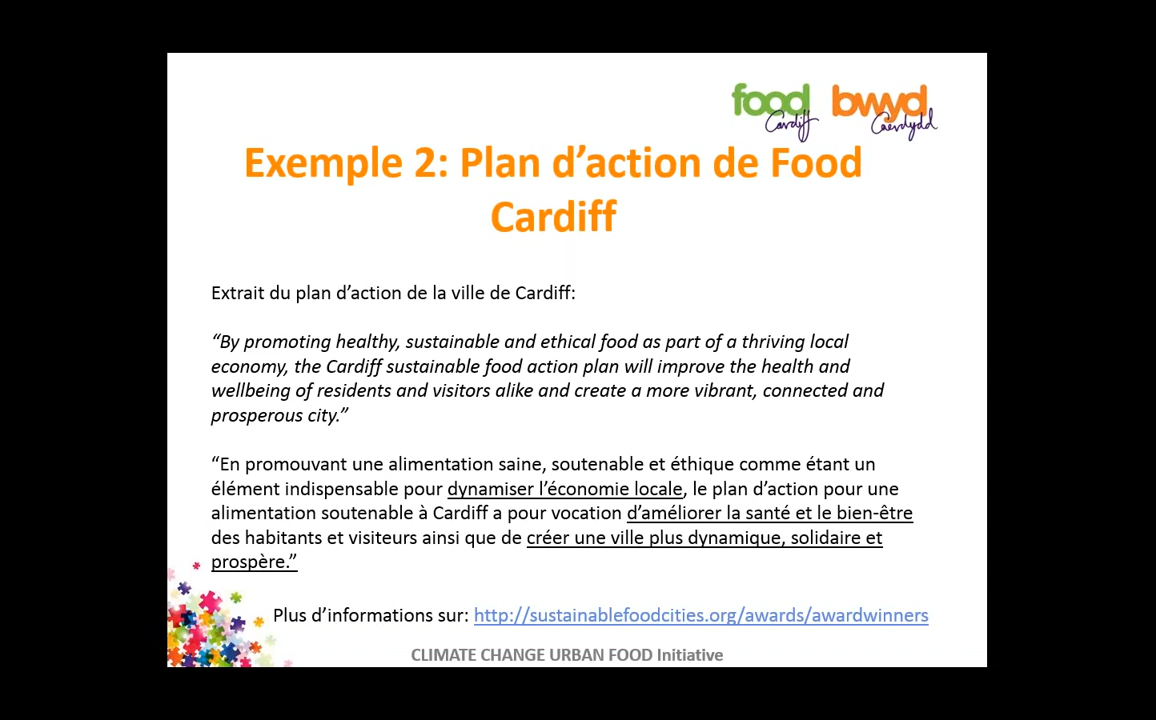 food bwyd
Cardiff Caerdydd
Exemple 2: Plan d’action de Food
Cardiff
Extrait du plan d’action de la ville de Cardiff:
“By promoting healthy, sustainable and ethical food as part of a thriving local
economy, the Cardiff sustainable food action plan will improve the health and
wellbeing of residents and visitors alike and create a more vibrant, connected and
prosperous city.”
“En promouvant une alimentation saine, soutenable et éthique comme étant un
élément indispensable pour dynamiser l’économie locale, le plan d’action pour une
alimentation soutenable à Cardiff a pour vocation d’améliorer la santé et le bien-être
des habitants et visiteurs ainsi que de créer une ville plus dynamique, solidaire et
prospère.”
Plus d’informations sur: http://sustainablefoodcities.org/awards/awardwinners
CLIMATE CHANGE URBAN FOOD Initiative